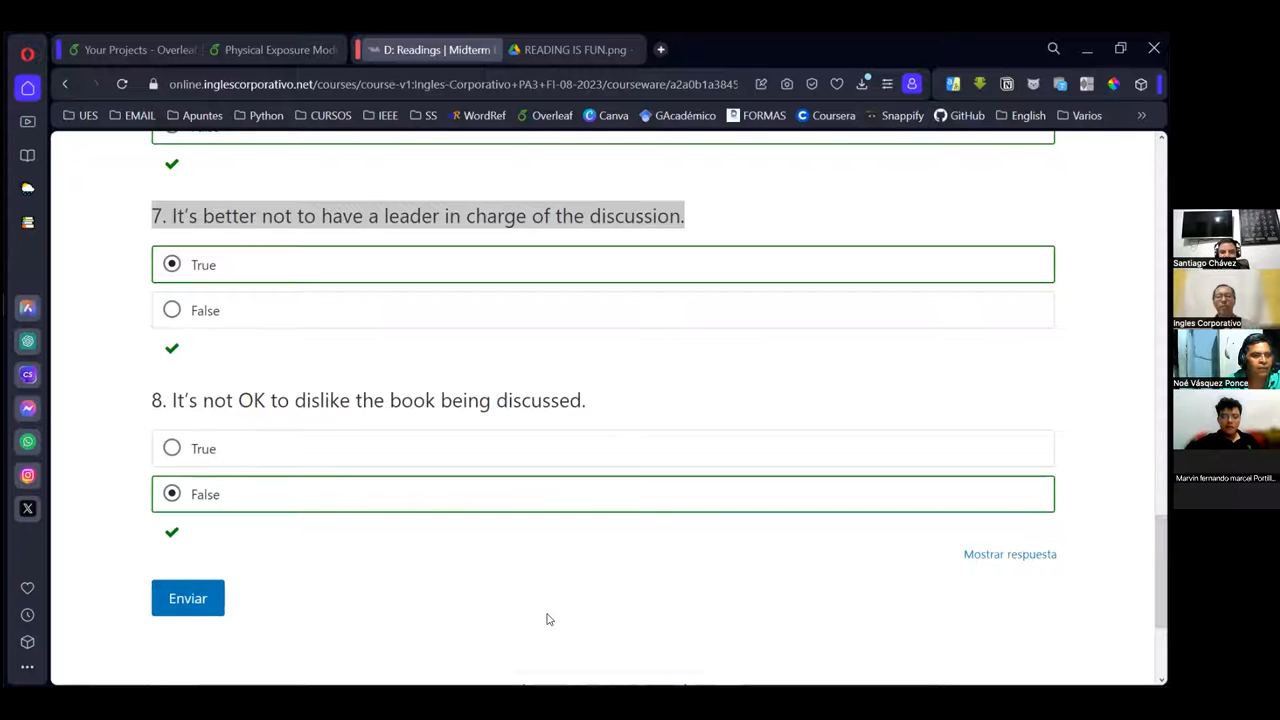 Your Projects - Overleaf
Physical Exposure Mod
D: Readings | Midterm
READING IS FUN.png -
online.inglescorporativo.net/courses/course-v1:Ingles-Corporativo+PA3+FI-08-2023/courseware/a2a0b1a3845
UES
EMAIL
Apuntes
Python
CURSOS
IEEE
SS
WordRef
Overleaf
Canva
GAcadémico
FORMAS
Coursera
Snappify
GitHub
English
Varios
7. It's better not to have a leader in charge of the discussion.
True
False
8. It's not OK to dislike the book being discussed.
True
False
Mostrar respuesta
Enviar
Santiago Chávez
Ingles Corporativo
Noé Vásquez Ponce
Marvin fernando marcel Portill...